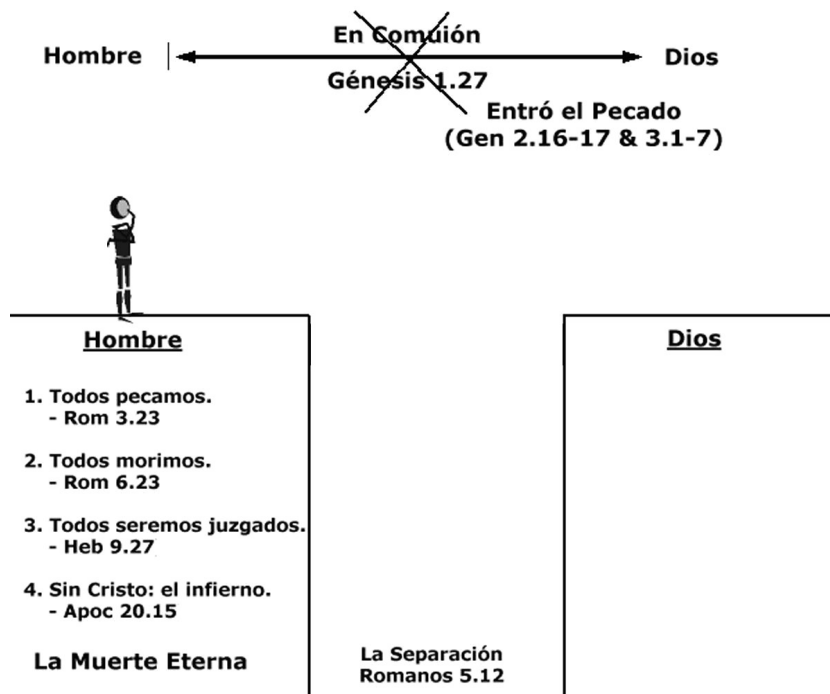 En Comuión
Hombre
Dios
Génesis 1.27
Entró el Pecado
(Gen 2.16-17 & 3.1-7)
Hombre
1. Todos pecamos.
- Rom 3.23
2. Todos morimos.
- Rom 6.23
3. Todos seremos juzgados.
- Heb 9.27
4. Sin Cristo: el infierno.
- Apoc 20.15
La Muerte Eterna
La Separación
Romanos 5.12
Dios